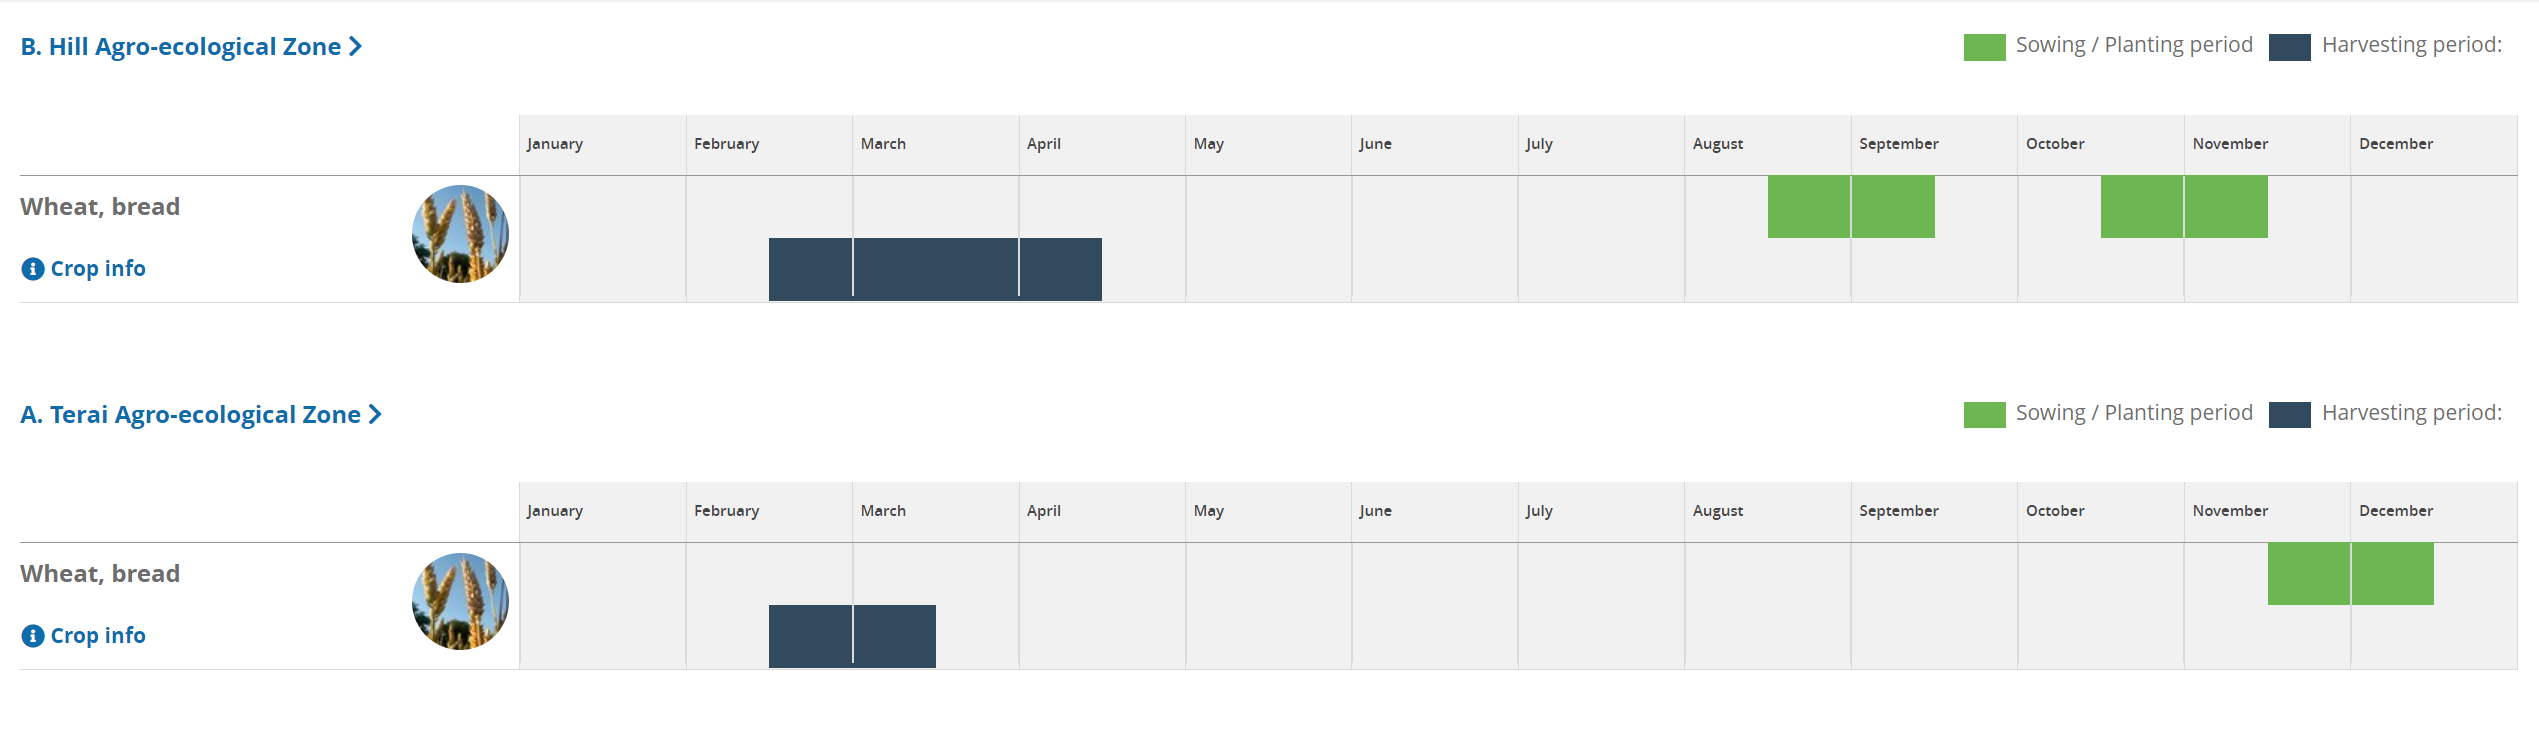 B. Hill Agro-ecological Zone
Sowing / Planting period Harvesting period:
January February March April May June July August September October November December
Wheat, bread
Crop info
A. Terai Agro-ecological Zone
Sowing / Planting period Harvesting period:
January February March April May June July August September October November December
Wheat, bread
Crop info